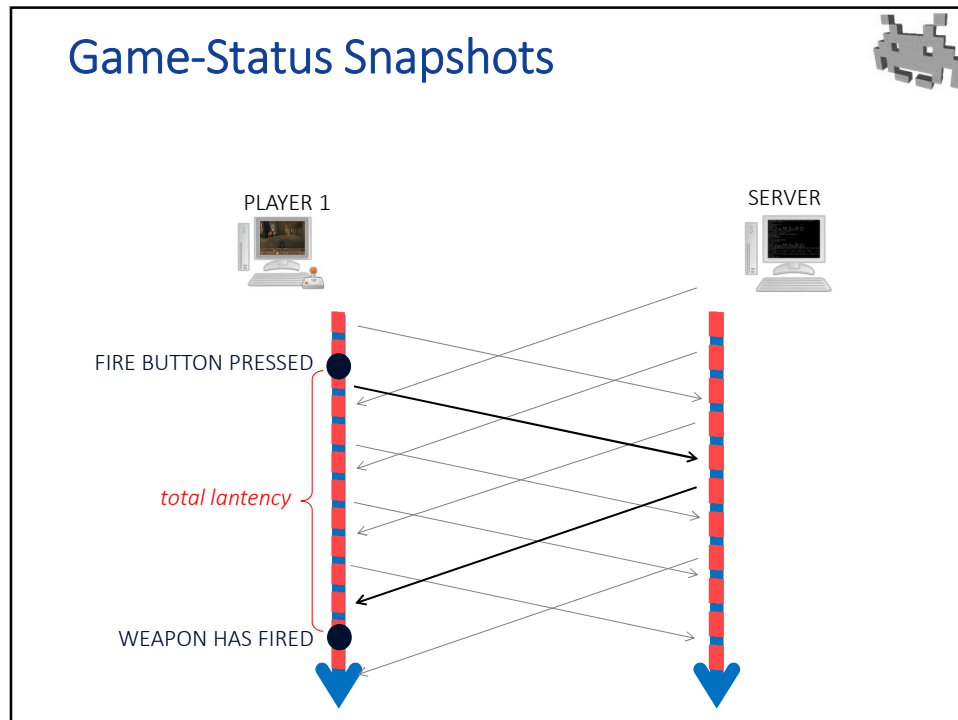 Game-Status Snapshots
PLAYER 1
SERVER
FIRE BUTTON PRESSED
total lantency
WEAPON HAS FIRED